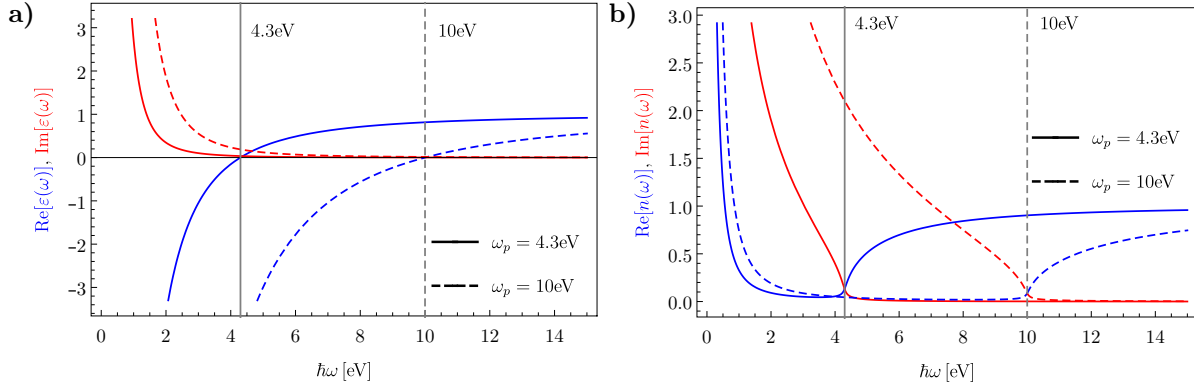 a)
4.3eV
10eV
3
2
1
0
-1
-2
-3
Re[ε(ω)], Im[ε(ω)]
ω_p = 4.3eV
ω_p = 10eV
0 2 4 6 8 10 12 14
ħω [eV]
b)
4.3eV
10eV
3.0
2.5
2.0
1.5
1.0
0.5
0.0
Re[n(ω)], Im[n(ω)]
ω_p = 4.3eV
ω_p = 10eV
0 2 4 6 8 10 12 14
ħω [eV]